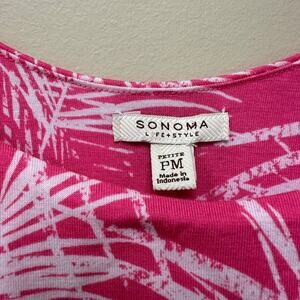 SONOMA
LIFE+STYLE
PETITE
PM
Made in
Indonesia